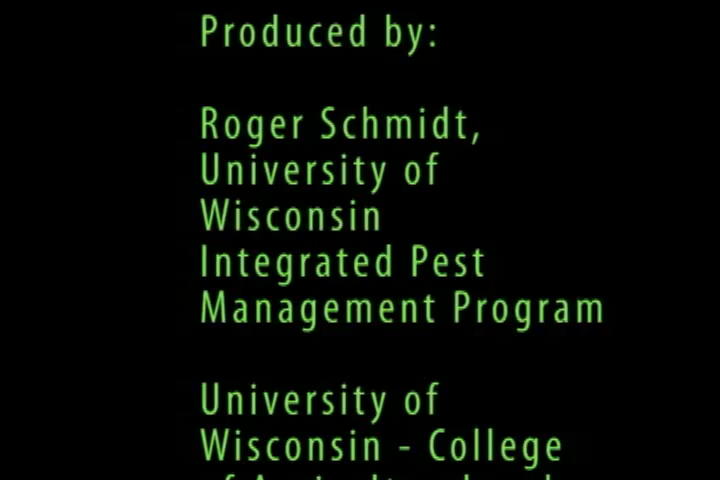 Produced by:
Roger Schmidt,
University of
Wisconsin
Integrated Pest
Management Program
University of
Wisconsin - College